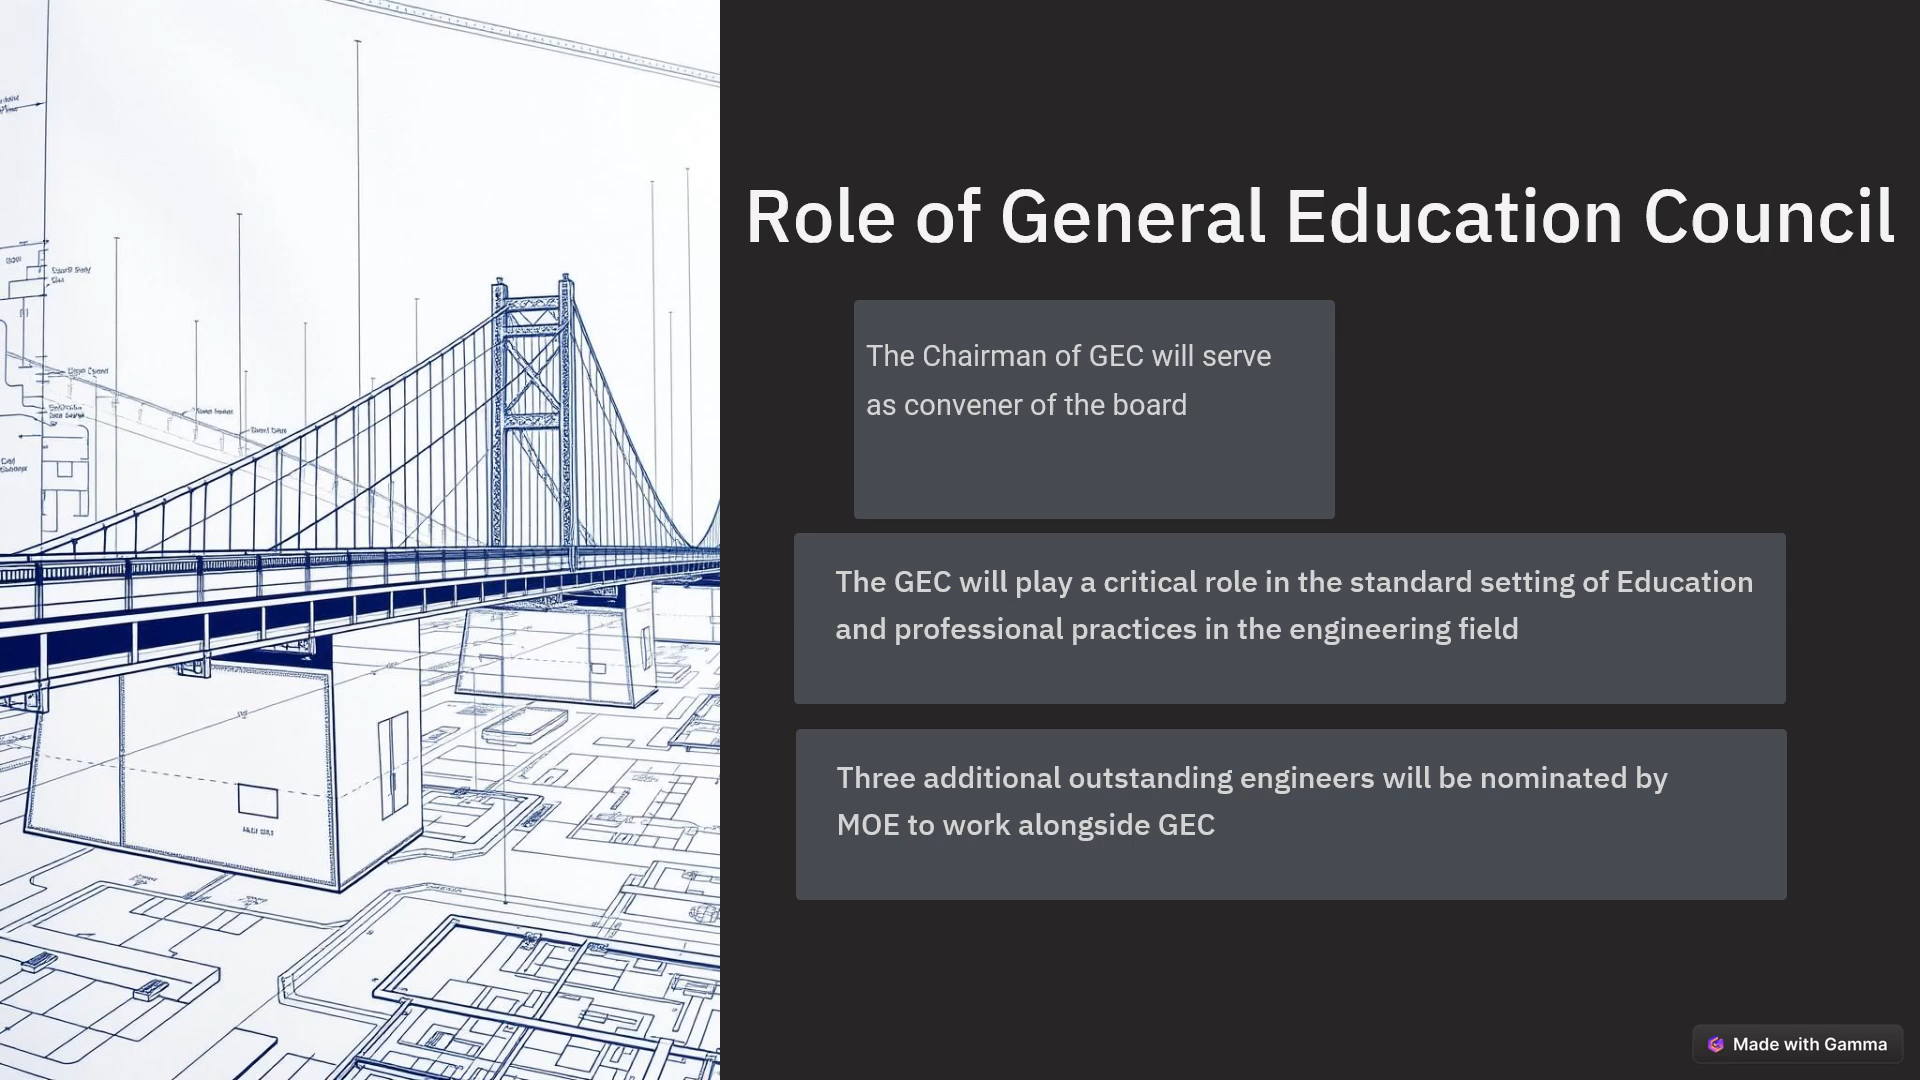 Role of General Education Council
The Chairman of GEC will serve
as convener of the board
The GEC will play a critical role in the standard setting of Education
and professional practices in the engineering field
Three additional outstanding engineers will be nominated by
MOE to work alongside GEC
Made with Gamma